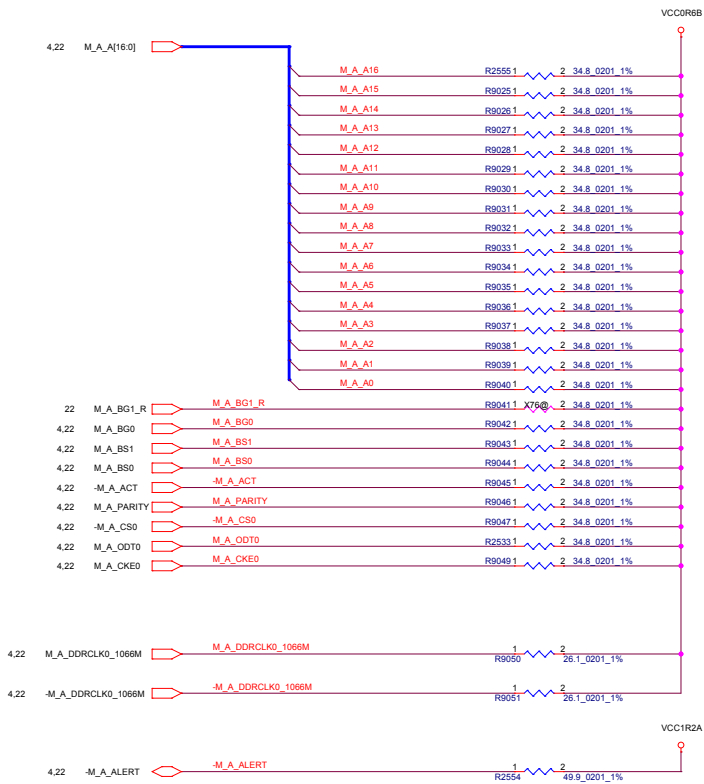 VCC0R6B
4,22 M_A_A[16:0]
M_A_A16 R2555 1 2 34.8_0201_1%
M_A_A15 R9025 1 2 34.8_0201_1%
M_A_A14 R9026 1 2 34.8_0201_1%
M_A_A13 R9027 1 2 34.8_0201_1%
M_A_A12 R9028 1 2 34.8_0201_1%
M_A_A11 R9029 1 2 34.8_0201_1%
M_A_A10 R9030 1 2 34.8_0201_1%
M_A_A9 R9031 1 2 34.8_0201_1%
M_A_A8 R9032 1 2 34.8_0201_1%
M_A_A7 R9033 1 2 34.8_0201_1%
M_A_A6 R9034 1 2 34.8_0201_1%
M_A_A5 R9035 1 2 34.8_0201_1%
M_A_A4 R9036 1 2 34.8_0201_1%
M_A_A3 R9037 1 2 34.8_0201_1%
M_A_A2 R9038 1 2 34.8_0201_1%
M_A_A1 R9039 1 2 34.8_0201_1%
M_A_A0 R9040 1 2 34.8_0201_1%
22 M_A_BG1_R M_A_BG1_R R9041 1 X76@ 2 34.8_0201_1%
4,22 M_A_BG0 M_A_BG0 R9042 1 2 34.8_0201_1%
4,22 M_A_BS1 M_A_BS1 R9043 1 2 34.8_0201_1%
4,22 M_A_BS0 M_A_BS0 R9044 1 2 34.8_0201_1%
4,22 -M_A_ACT -M_A_ACT R9045 1 2 34.8_0201_1%
4,22 M_A_PARITY M_A_PARITY R9046 1 2 34.8_0201_1%
4,22 -M_A_CS0 -M_A_CS0 R9047 1 2 34.8_0201_1%
4,22 M_A_ODT0 M_A_ODT0 R2533 1 2 34.8_0201_1%
4,22 M_A_CKE0 M_A_CKE0 R9049 1 2 34.8_0201_1%
4,22 M_A_DDRCLK0_1066M M_A_DDRCLK0_1066M 1 2
R9050 26.1_0201_1%
4,22 -M_A_DDRCLK0_1066M -M_A_DDRCLK0_1066M 1 2
R9051 26.1_0201_1%
VCC1R2A
4,22 -M_A_ALERT -M_A_ALERT 1 2
R2554 49.9_0201_1%